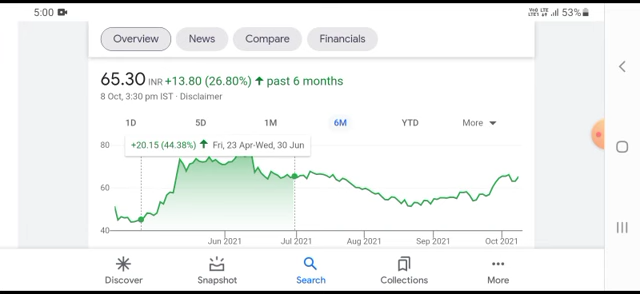 5:00 53%
Overview News Compare Financials
65.30 INR +13.80 (26.80%) past 6 months
8 Oct, 3:30 pm IST · Disclaimer
1D 5D 1M 6M YTD More
+20.15 (44.38%) Fri, 23 Apr-Wed, 30 Jun
80
60
40
Jun 2021 Jul 2021 Aug 2021 Sep 2021 Oct 2021
Discover Snapshot Search Collections More